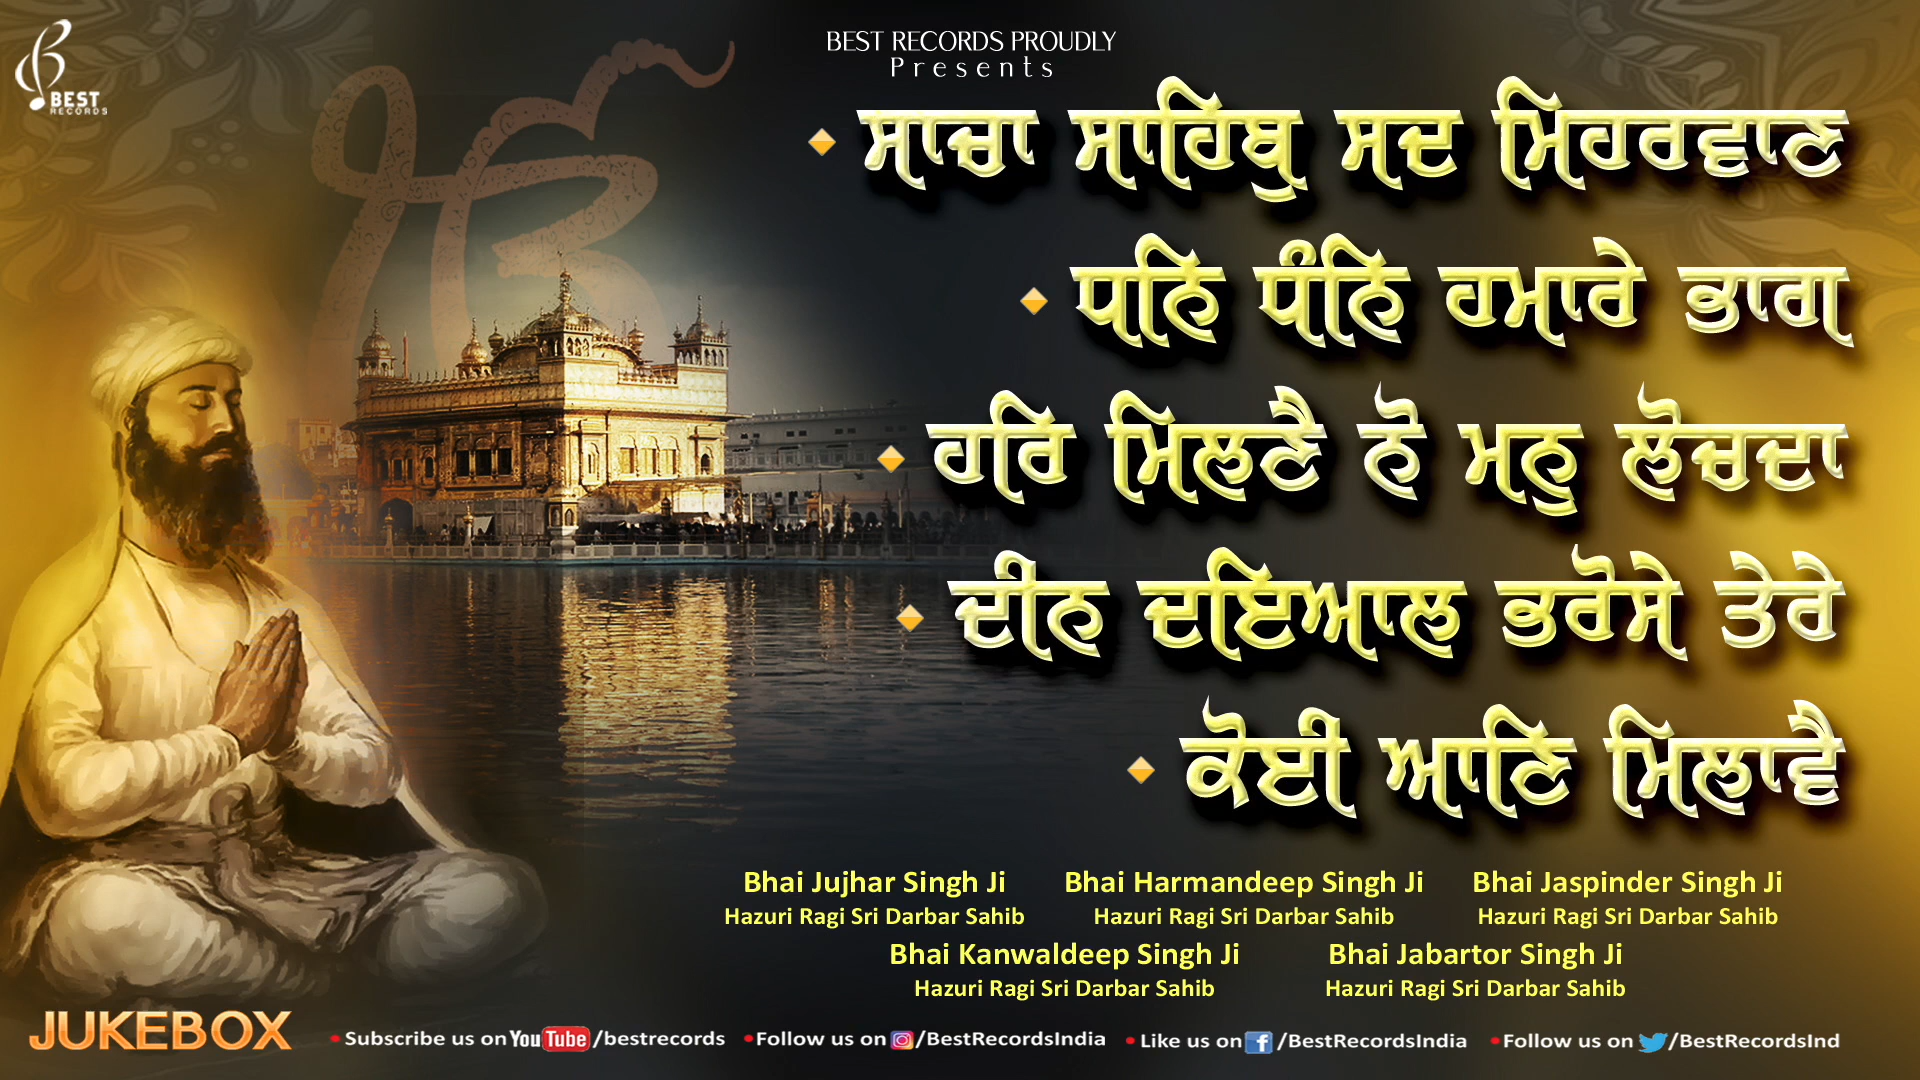 BEST
RECORDS
BEST RECORDS PROUDLY
Presents
ਸਾਚਾ ਸਾਹਿਬੁ ਸਦ ਮਿਹਰਵਾਣ
ਧਨਿ ਧੰਨਿ ਹਮਾਰੇ ਭਾਗ
ਹਰਿ ਮਿਲਣੈ ਨੋ ਮਨੁ ਲੋਚਦਾ
ਦੀਨ ਦਇਆਲ ਭਰੋਸੇ ਤੇਰੇ
ਕੋਈ ਆਣਿ ਮਿਲਾਵੈ
Bhai Jujhar Singh Ji Bhai Harmandeep Singh Ji Bhai Jaspinder Singh Ji
Hazuri Ragi Sri Darbar Sahib Hazuri Ragi Sri Darbar Sahib Hazuri Ragi Sri Darbar Sahib
Bhai Kanwaldeep Singh Ji Bhai Jabartor Singh Ji
Hazuri Ragi Sri Darbar Sahib Hazuri Ragi Sri Darbar Sahib
JUKEBOX
Subscribe us on YouTube /bestrecords Follow us on /BestRecordsIndia Like us on f /BestRecordsIndia Follow us on /BestRecordsInd